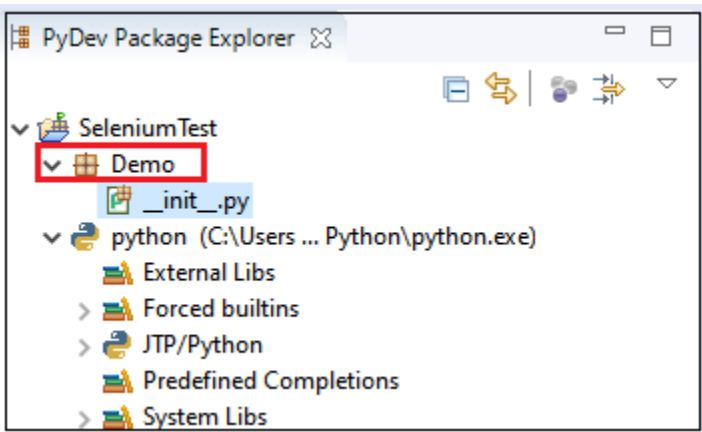 PyDev Package Explorer
SeleniumTest
Demo
__init__.py
python (C:\Users ... Python\python.exe)
External Libs
Forced builtins
JTP/Python
Predefined Completions
System Libs